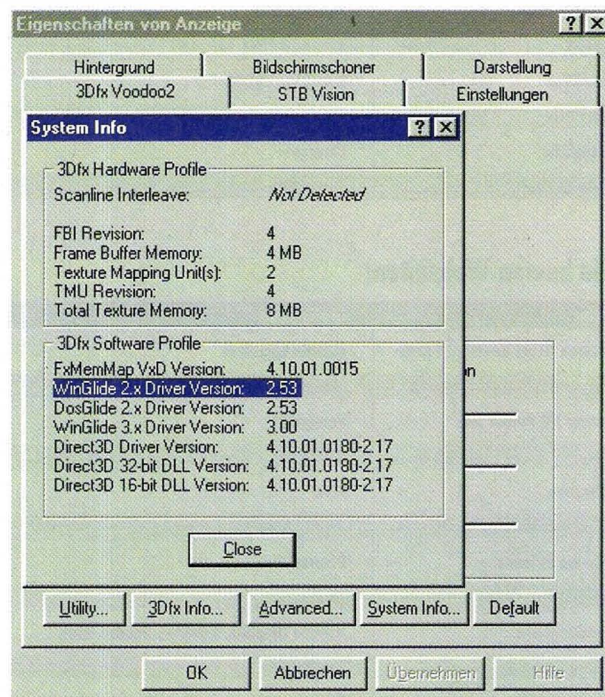 Eigenschaften von Anzeige
Hintergrund Bildschirmschoner Darstellung
3Dfx Voodoo2 STB Vision Einstellungen
System Info
3Dfx Hardware Profile
Scanline Interleave: Not Detected
FBI Revision: 4
Frame Buffer Memory: 4 MB
Texture Mapping Unit(s): 2
TMU Revision: 4
Total Texture Memory: 8 MB
3Dfx Software Profile
FxMemMap VxD Version: 4.10.01.0015
WinGlide 2.x Driver Version: 2.53
DosGlide 2.x Driver Version: 2.53
WinGlide 3.x Driver Version: 3.00
Direct3D Driver Version: 4.10.01.0180-2.17
Direct3D 32-bit DLL Version: 4.10.01.0180-2.17
Direct3D 16-bit DLL Version: 4.10.01.0180-2.17
Close
Utility... 3Dfx Info... Advanced... System Info... Default
OK Abbrechen Übernehmen Hilfe